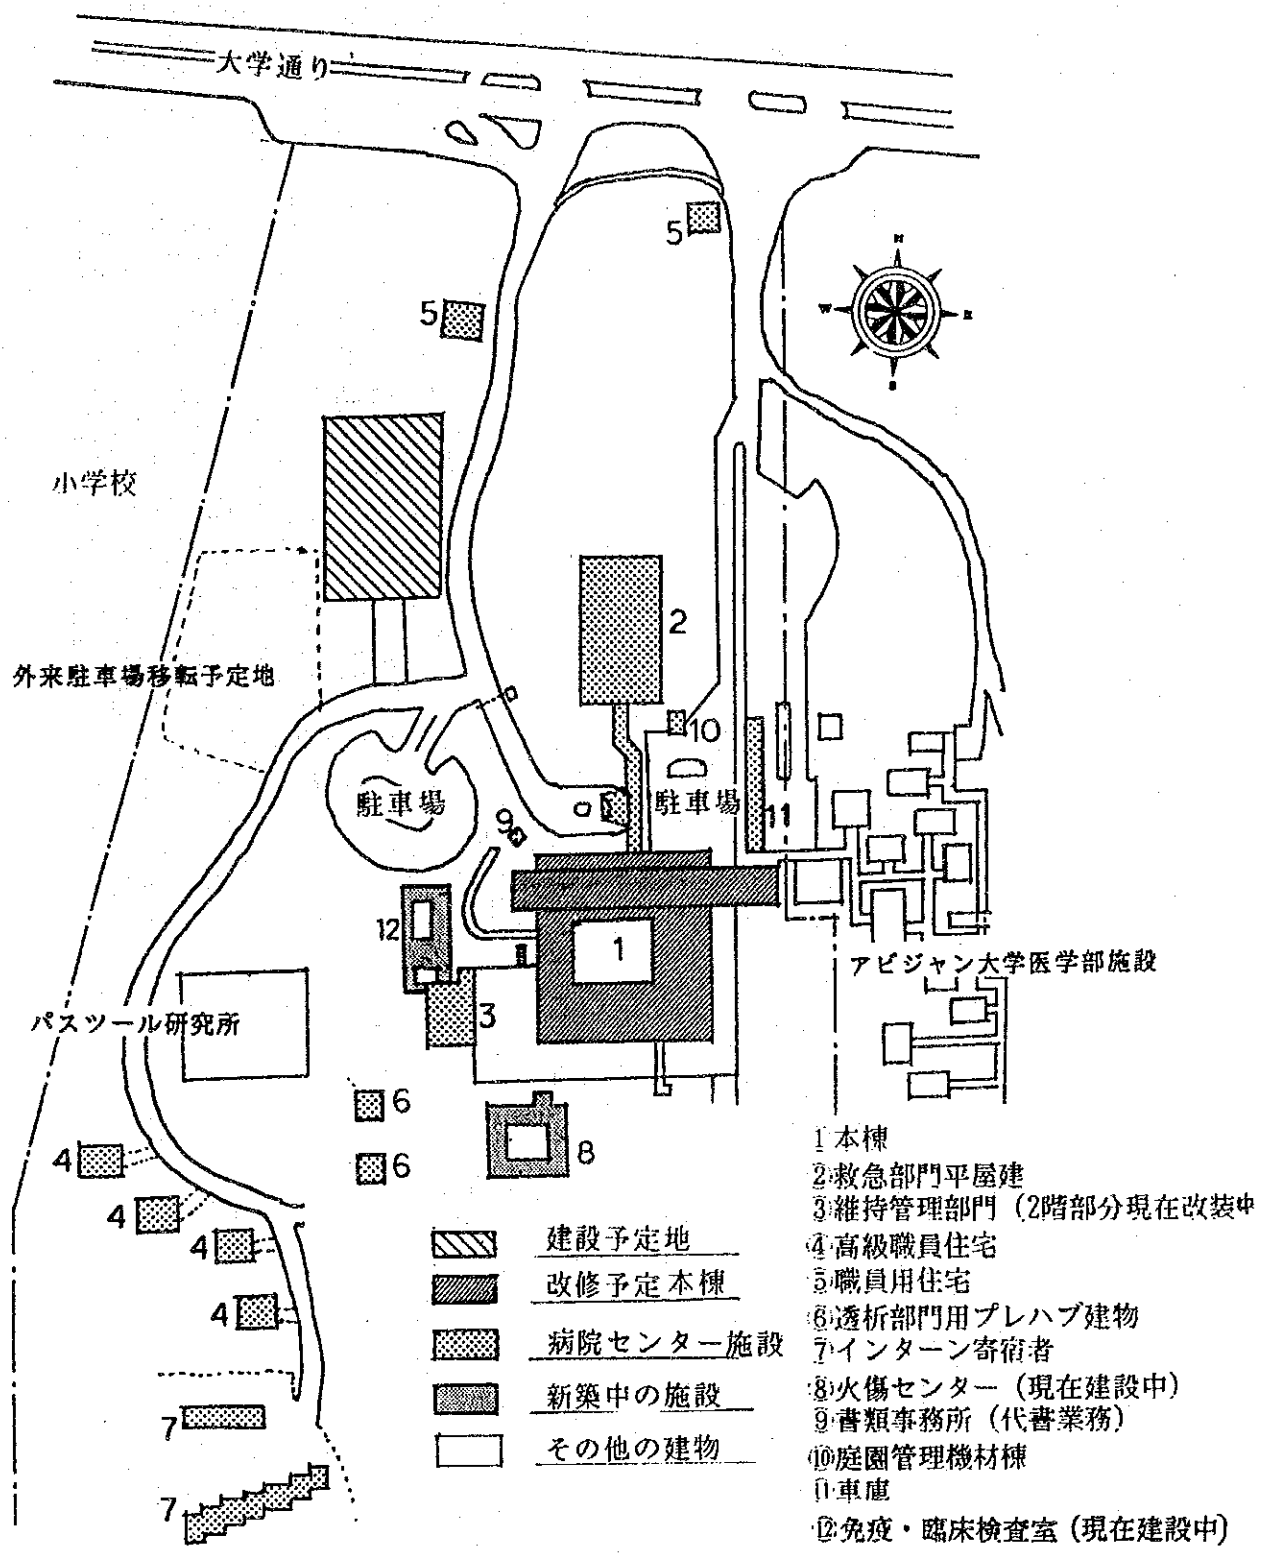 大学通り
5
N
5
W
E
S
小学校
2
外来駐車場移転予定地
10
駐車場
駐車場
9
11
12
1
アビジャン大学医学部施設
パスツール研究所
3
6
8
4
6
4
4
4
7
7
建設予定地
改修予定本棟
病院センター施設
新築中の施設
その他の建物
1 本棟
②救急部門平屋建
③維持管理部門（2階部分現在改装中
④高級職員住宅
⑤職員用住宅
⑥透析部門用プレハブ建物
⑦インターン寄宿者
⑧火傷センター（現在建設中）
⑨書類事務所（代書業務）
⑩庭園管理機材棟
⑪車庫
⑫免疫・臨床検査室（現在建設中）